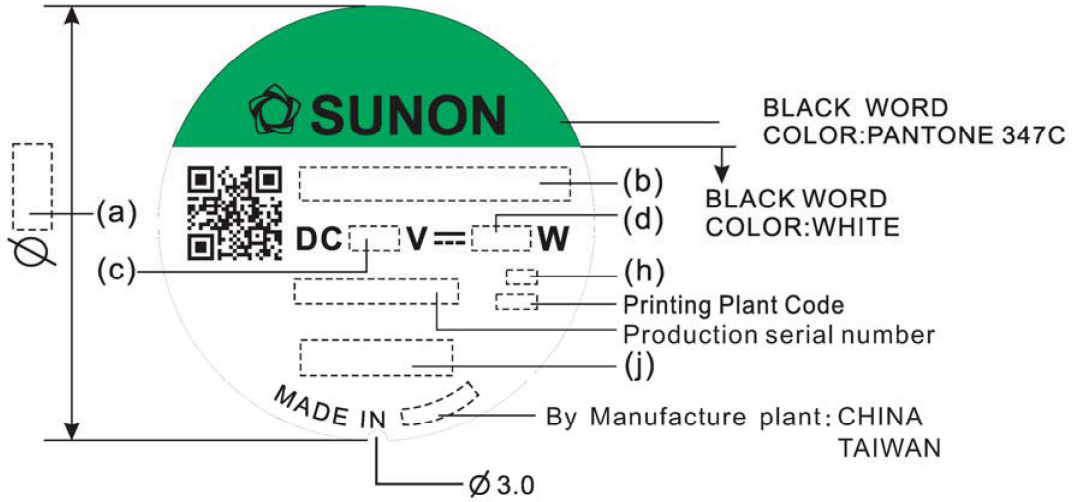 SUNON
BLACK WORD
COLOR:PANTONE 347C
(b)
BLACK WORD
COLOR:WHITE
(a)
(d)
DC V W
(c)
(h)
Printing Plant Code
Production serial number
(j)
MADE IN
By Manufacture plant: CHINA
TAIWAN
Ø
Ø 3.0